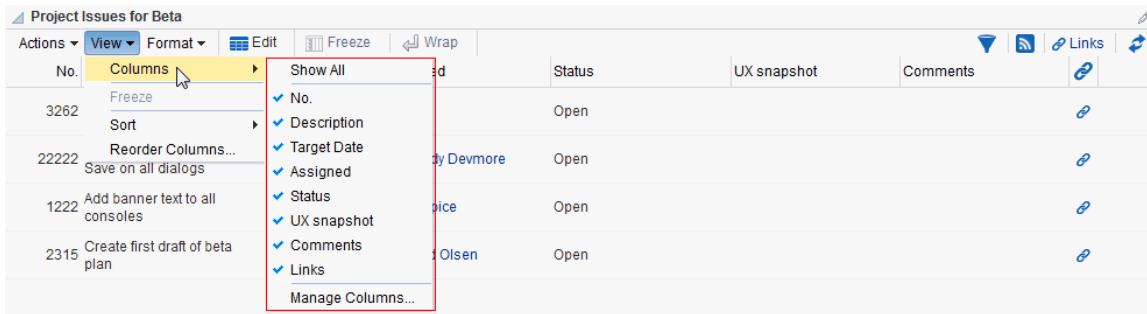 Project Issues for Beta
Actions View Format Edit Freeze Wrap Links
No. Status UX snapshot Comments
Columns
Freeze
Sort
Reorder Columns...
Show All
No.
Description
Target Date
Assigned
Status
UX snapshot
Comments
Links
Manage Columns...
3262 Open
22222 Save on all dialogs Devmore Open
1222 Add banner text to all
consoles
Open
2315 Create first draft of beta
plan
Olsen Open